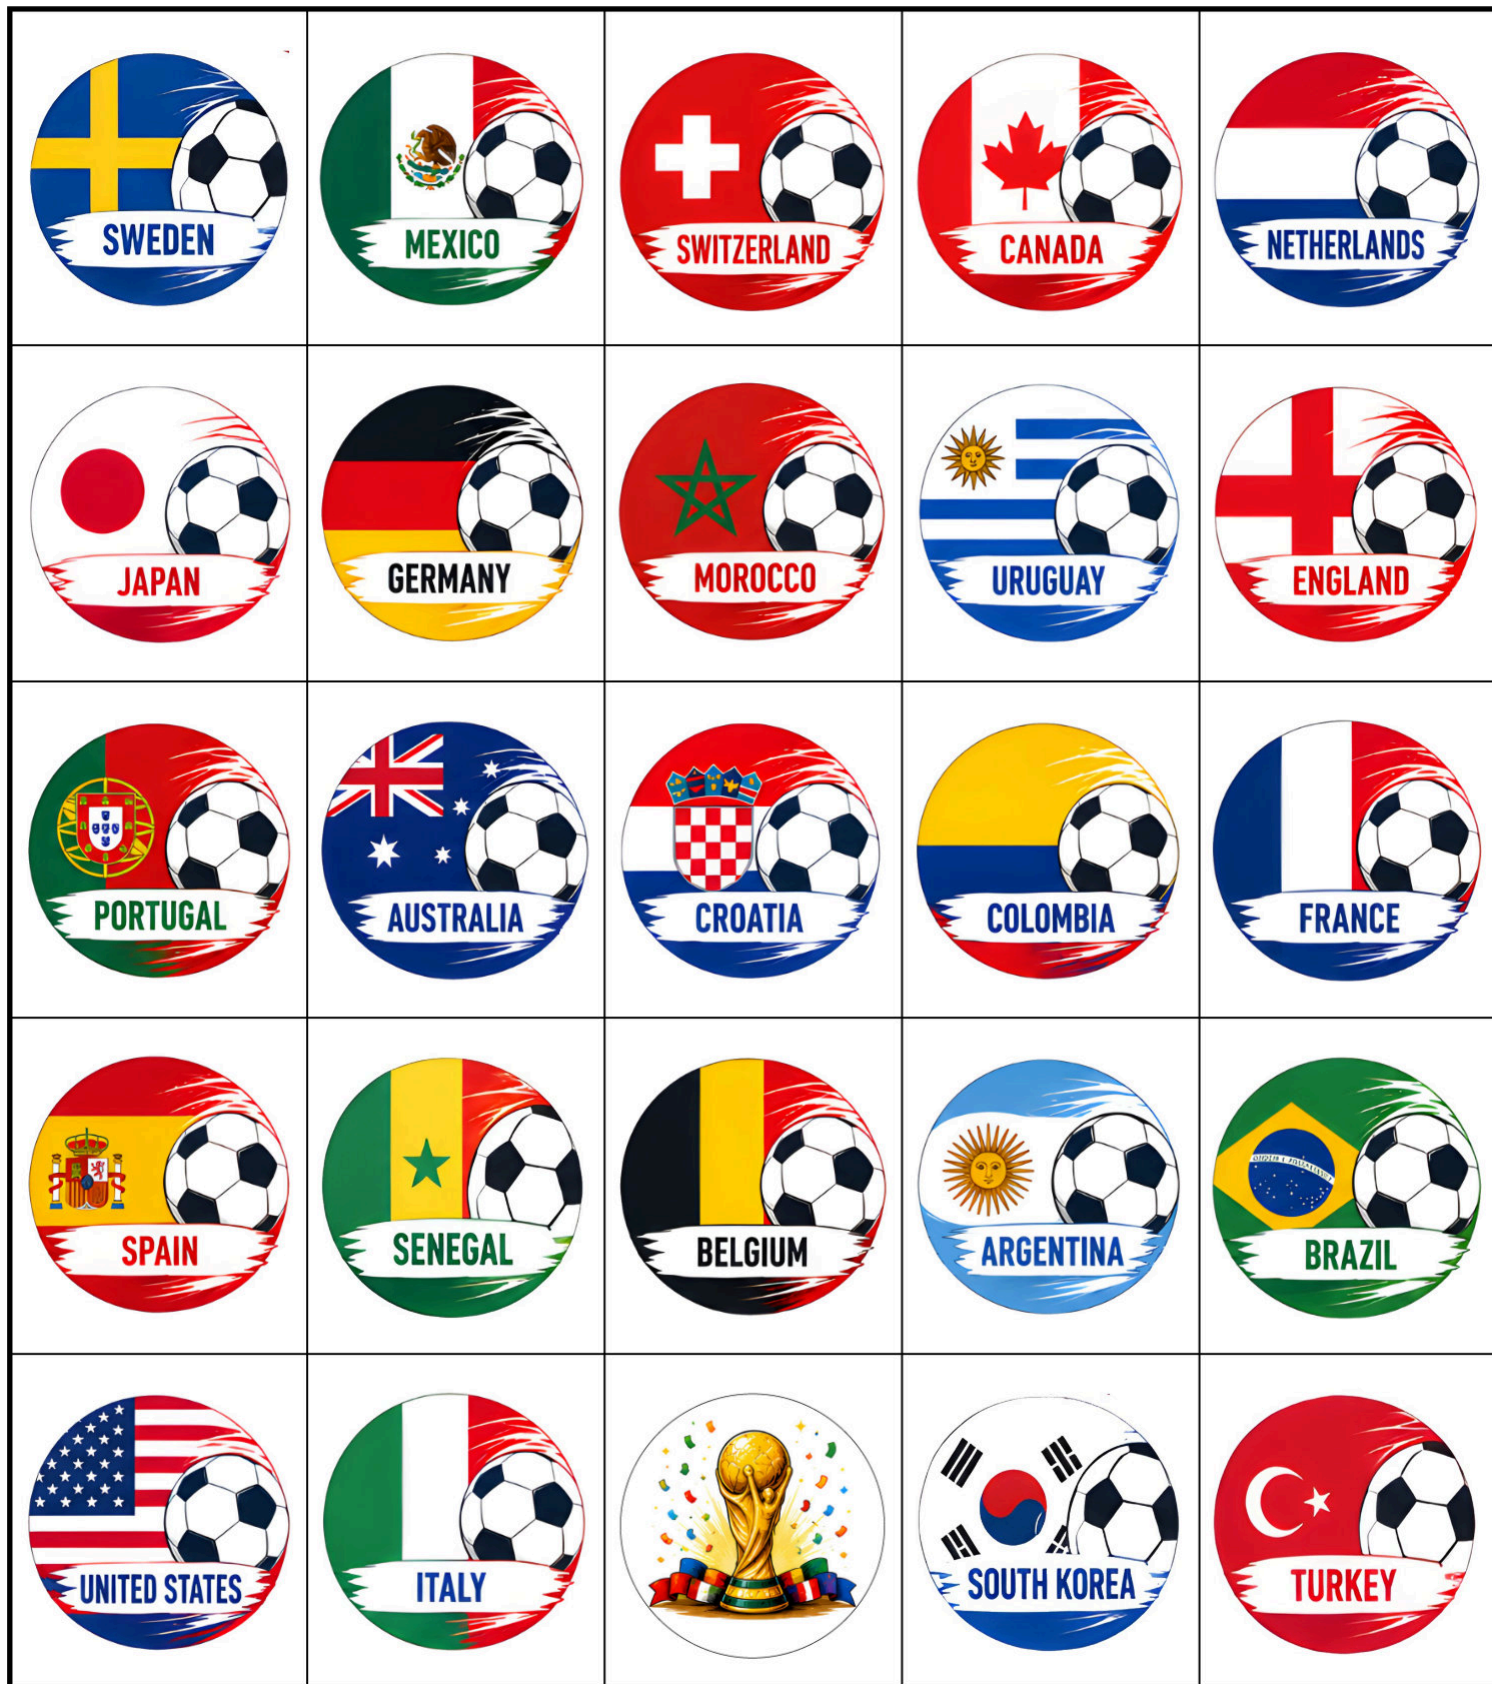 SWEDEN
MEXICO
SWITZERLAND
CANADA
NETHERLANDS
JAPAN
GERMANY
MOROCCO
URUGUAY
ENGLAND
PORTUGAL
AUSTRALIA
CROATIA
COLOMBIA
FRANCE
SPAIN
SENEGAL
BELGIUM
ARGENTINA
BRAZIL
UNITED STATES
ITALY
SOUTH KOREA
TURKEY